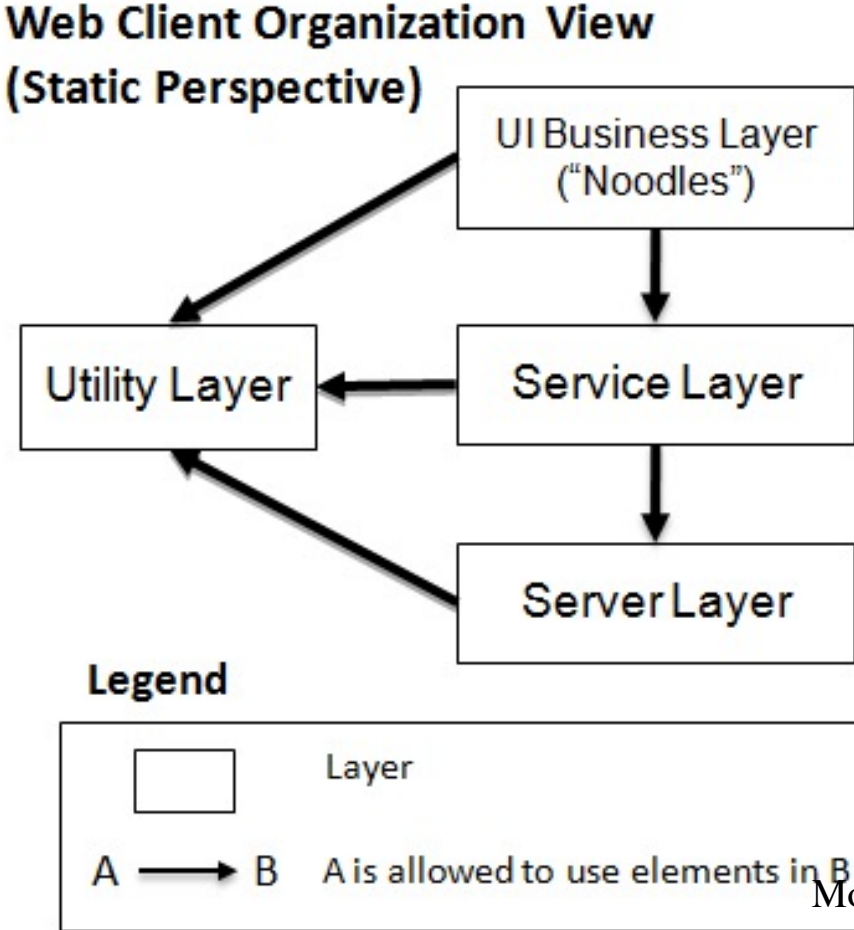 Web Client Organization View
(Static Perspective)
UI Business Layer
("Noodles")
Utility Layer
Service Layer
Server Layer
Legend
Layer
A B A is allowed to use elements in B